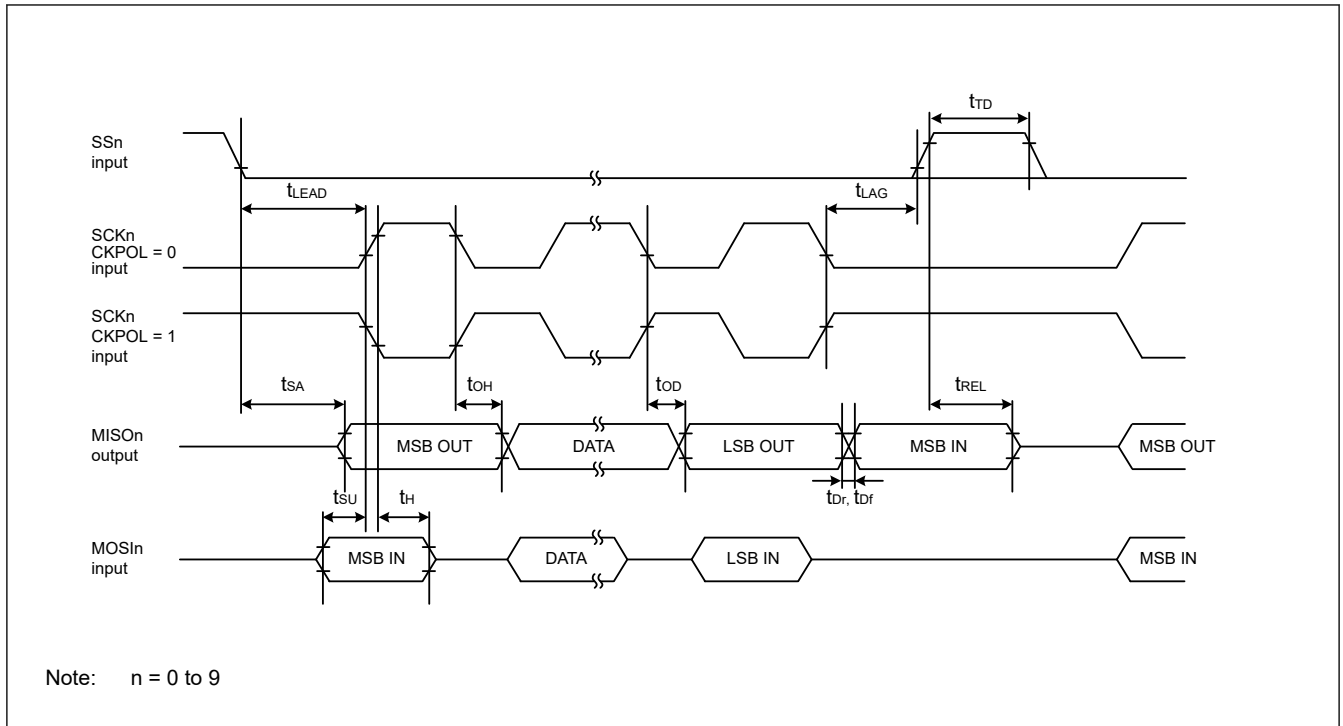 tTD
SSn
input
tLEAD
tLAG
SCKn
CKPOL = 0
input
SCKn
CKPOL = 1
input
tSA
tOH
tOD
tREL
MISOn
output
MSB OUT
DATA
LSB OUT
MSB IN
MSB OUT
tSU
tH
tDr, tDf
MOSIn
input
MSB IN
DATA
LSB IN
MSB IN
Note: n = 0 to 9